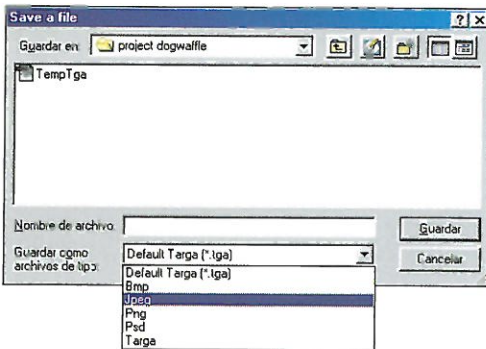 Save a file
Guardar en: project dogwaffle
TempTga
Nombre de archivo:
Guardar
Guardar como
archivos de tipo:
Default Targa (*.tga)
Cancelar
Default Targa (*.tga)
Bmp
Jpeg
Png
Psd
Targa